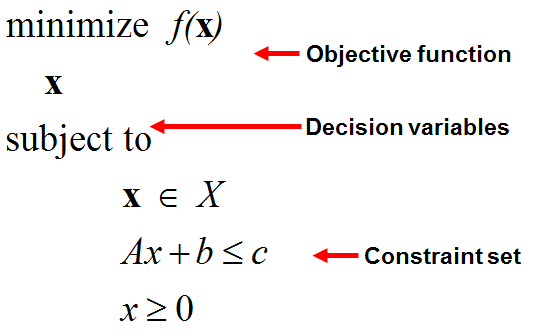 minimize f(x)
Objective function
x
subject to
Decision variables
x ∈ X
Ax + b ≤ c
Constraint set
x ≥ 0